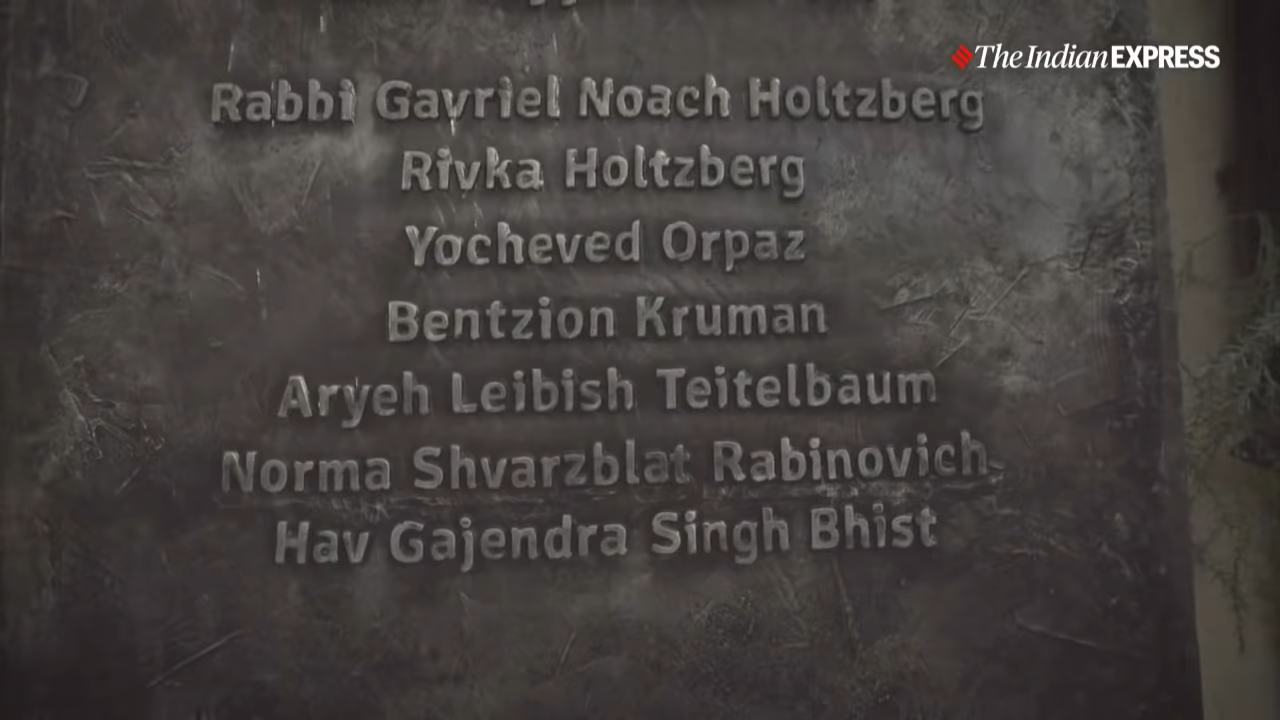 The Indian EXPRESS
Rabbi Gavriel Noach Holtzberg
Rivka Holtzberg
Yocheved Orpaz
Bentzion Kruman
Aryeh Leibish Teitelbaum
Norma Shvarzblat Rabinovich
Hav Gajendra Singh Bhist